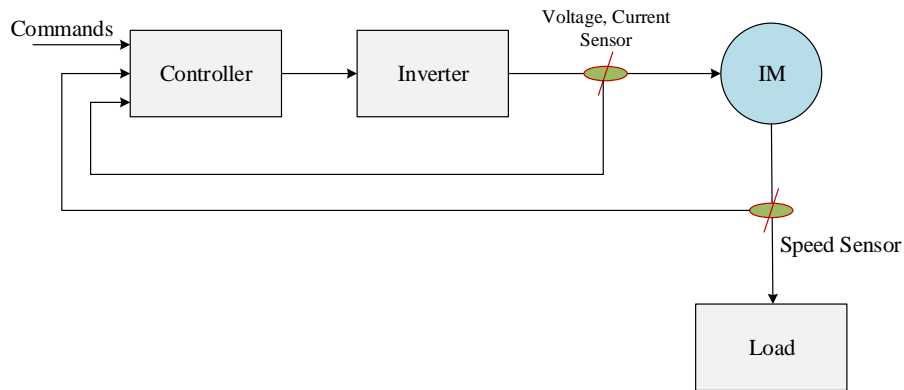 Voltage, Current
Sensor
Commands
Controller
Inverter
IM
Speed Sensor
Load